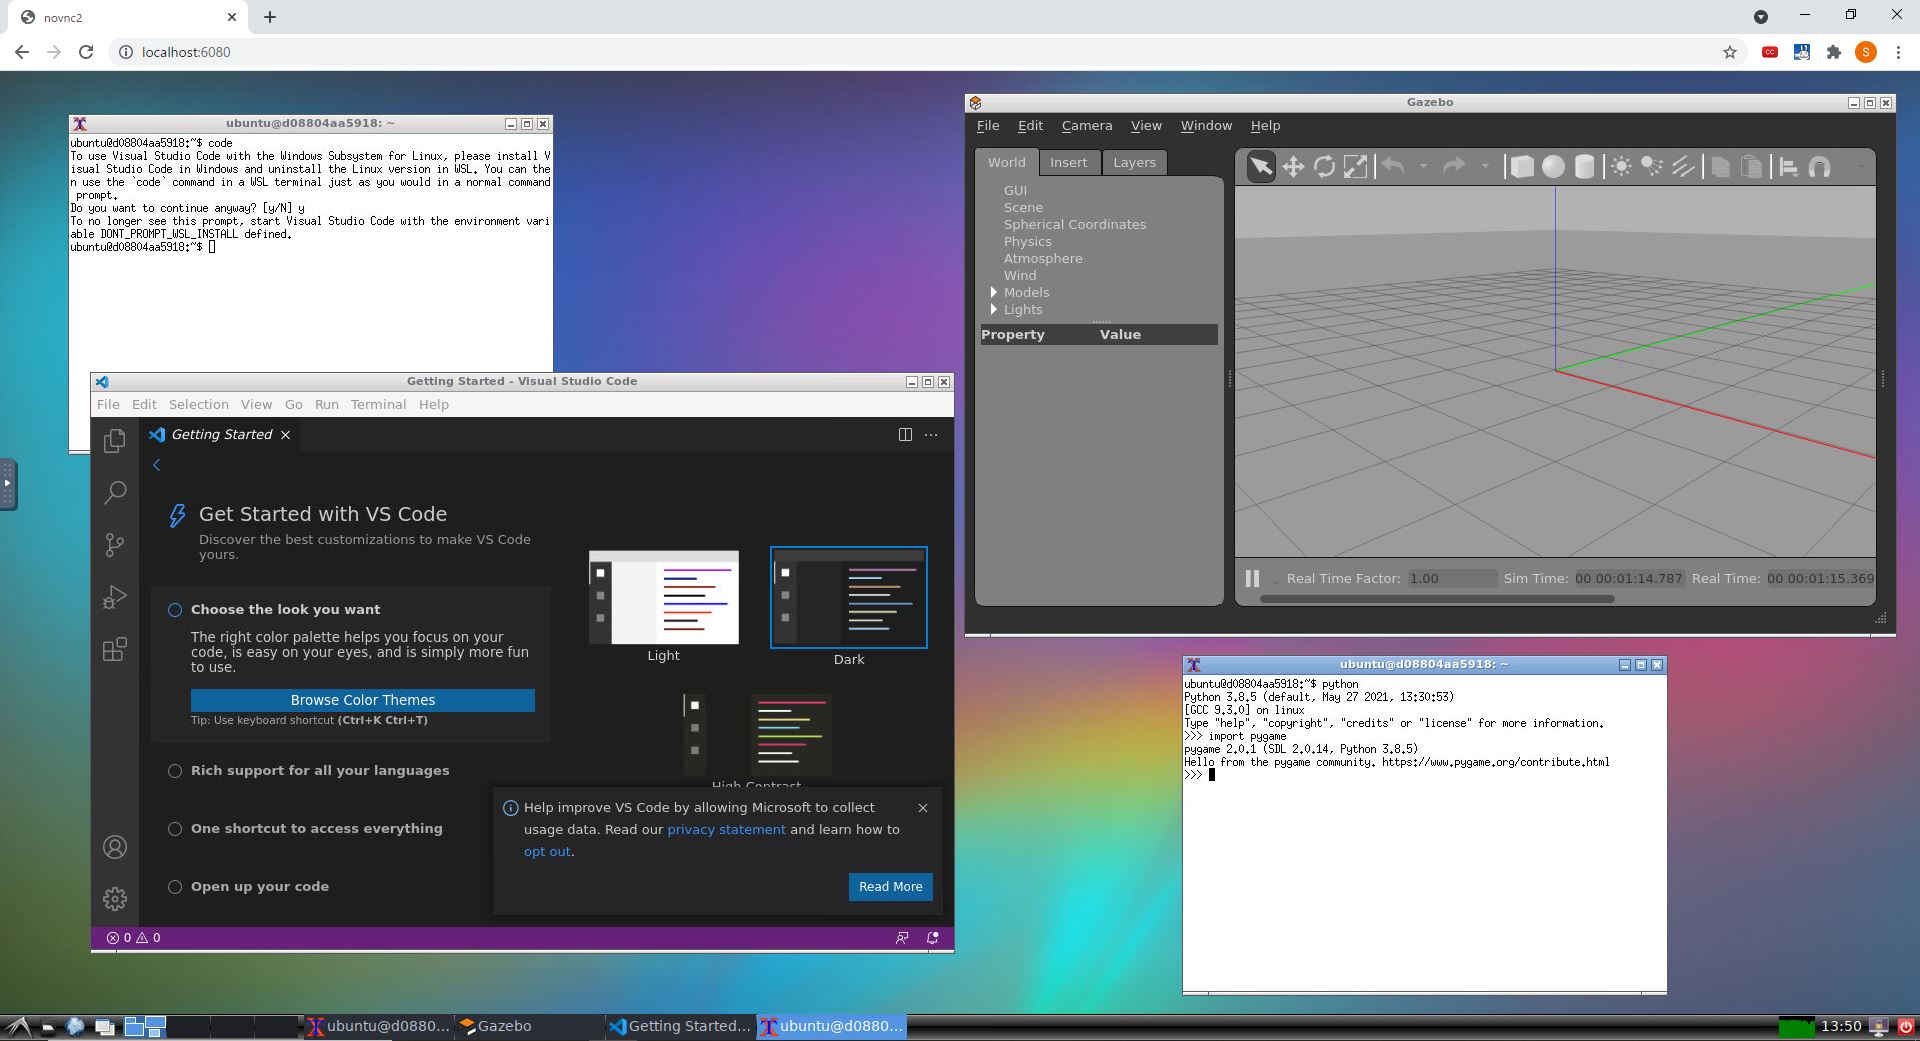 novnc2
localhost:6080
S
ubuntu@d08804aa5918: ~
ubuntu@d08804aa5918:~$ code
To use Visual Studio Code with the Windows Subsystem for Linux, please install V
isual Studio Code in Windows and uninstall the Linux version in WSL. You can the
n use the `code` command in a WSL terminal just as you would in a normal command
prompt.
Do you want to continue anyway? [y/N] y
To no longer see this prompt, start Visual Studio Code with the environment vari
able DONT_PROMPT_WSL_INSTALL defined.
ubuntu@d08804aa5918:~$
Getting Started - Visual Studio Code
File Edit Selection View Go Run Terminal Help
Getting Started
Get Started with VS Code
Discover the best customizations to make VS Code
yours.
Choose the look you want
The right color palette helps you focus on your
code, is easy on your eyes, and is simply more fun
to use.
Browse Color Themes
Tip: Use keyboard shortcut (Ctrl+K Ctrl+T)
Rich support for all your languages
One shortcut to access everything
Open up your code
Light
Dark
High Contrast
Help improve VS Code by allowing Microsoft to collect
usage data. Read our privacy statement and learn how to
opt out.
Read More
0 0
Gazebo
File Edit Camera View Window Help
World Insert Layers
GUI
Scene
Spherical Coordinates
Physics
Atmosphere
Wind
Models
Lights
Property Value
Real Time Factor: 1.00 Sim Time: 00 00:01:14.787 Real Time: 00 00:01:15.369
ubuntu@d08804aa5918: ~
ubuntu@d08804aa5918:~$ python
Python 3.8.5 (default, May 27 2021, 13:30:53)
[GCC 9.3.0] on linux
Type "help", "copyright", "credits" or "license" for more information.
>>> import pygame
pygame 2.0.1 (SDL 2.0.14, Python 3.8.5)
Hello from the pygame community. https://www.pygame.org/contribute.html
>>>
ubuntu@d0880... Gazebo Getting Started... ubuntu@d0880... 13:50